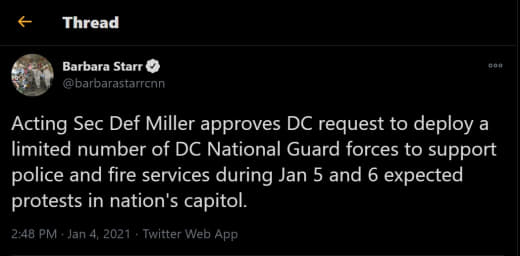 Thread
Barbara Starr
@barbarastarrcnn
Acting Sec Def Miller approves DC request to deploy a
limited number of DC National Guard forces to support
police and fire services during Jan 5 and 6 expected
protests in nation's capitol.
2:48 PM · Jan 4, 2021 · Twitter Web App